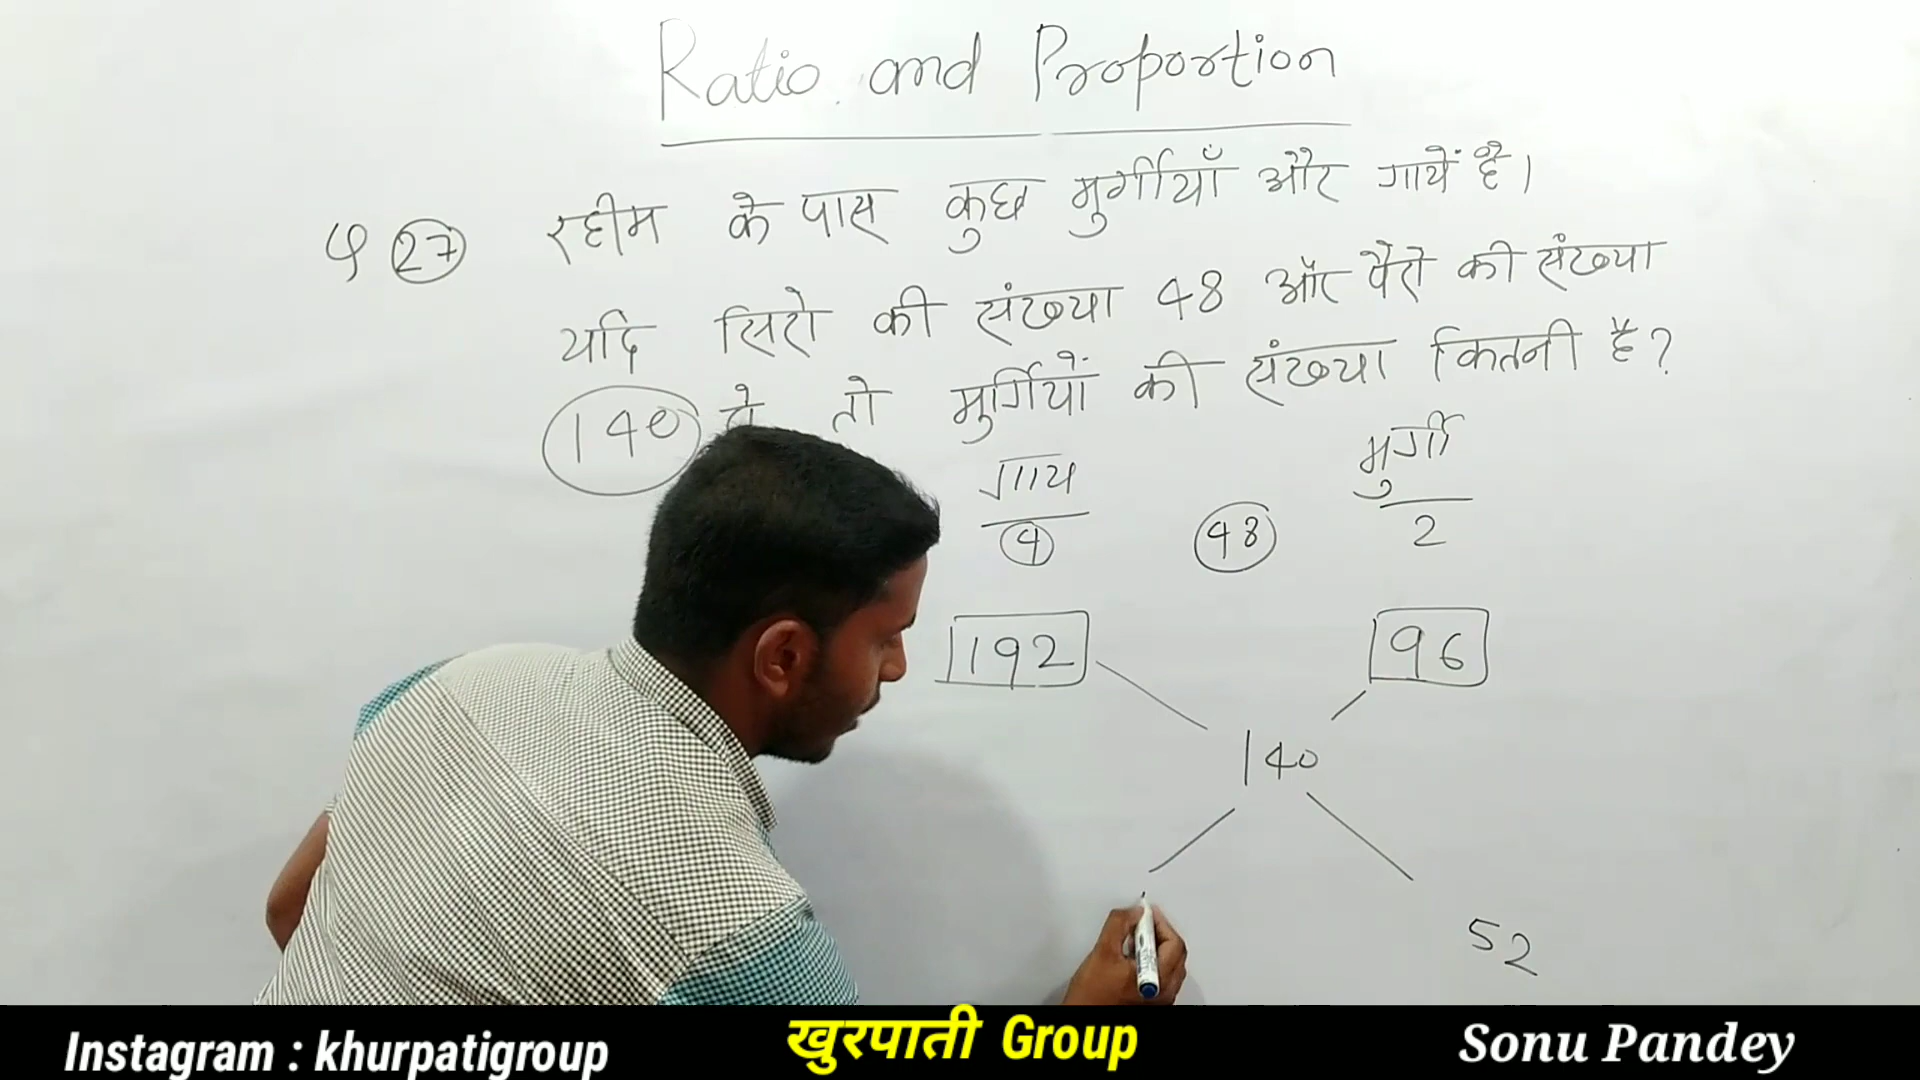 Ratio and Proportion
Q 27 रहीम के पास कुछ मुर्गीयाँ और गायें है।
यदि सिरो की संख्या 48 और पैरो की संख्या
140 तो मुर्गियों की संख्या कितनी है?
गाय मुर्गी
4 48 2
192 96
140
52
Instagram : khurpatigroup खुरपाती Group Sonu Pandey